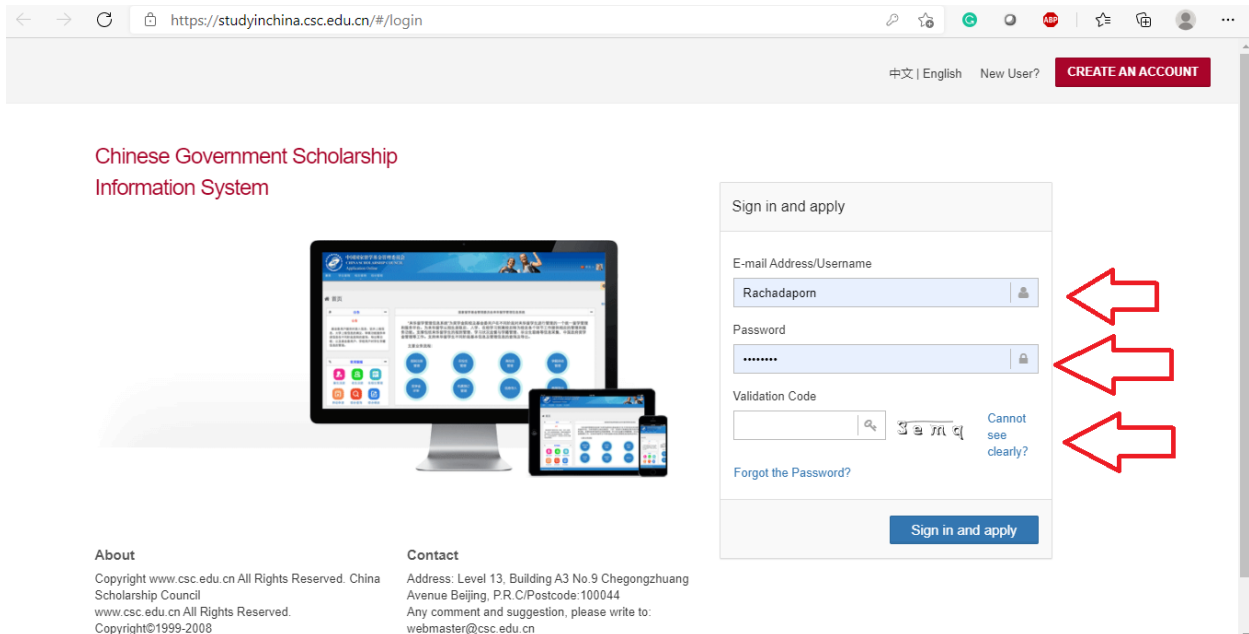 https://studyinchina.csc.edu.cn/#/login
ABP
中文 | English New User? CREATE AN ACCOUNT
Chinese Government Scholarship
Information System
Sign in and apply
E-mail Address/Username
Rachadaporn
Password
••••••••
Validation Code
Cannot
see
clearly?
Forgot the Password?
Sign in and apply
About
Copyright www.csc.edu.cn All Rights Reserved. China
Scholarship Council
www.csc.edu.cn All Rights Reserved.
Copyright©1999-2008
Contact
Address: Level 13, Building A3 No.9 Chegongzhuang
Avenue Beijing, P.R.C/Postcode:100044
Any comment and suggestion, please write to:
webmaster@csc.edu.cn